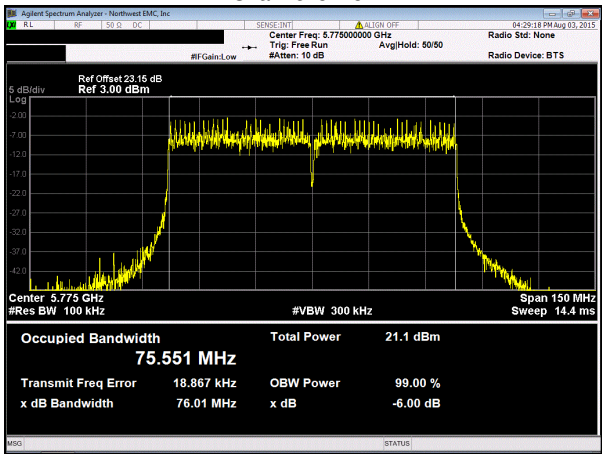 Agilent Spectrum Analyzer - Northwest EMC, Inc
RL RF 50 Ω DC SENSE:INT ALIGN OFF 04:29:18 PM Aug 03, 2015
Center Freq: 5.775000000 GHz Radio Std: None
Trig: Free Run Avg|Hold: 50/50
#IFGain:Low #Atten: 10 dB Radio Device: BTS
Ref Offset 23.15 dB
5 dB/div Ref 3.00 dBm
Log
-2.00
-7.00
-12.0
-17.0
-22.0
-27.0
-32.0
-37.0
-42.0
Center 5.775 GHz Span 150 MHz
#Res BW 100 kHz #VBW 300 kHz Sweep 14.4 ms
Occupied Bandwidth Total Power 21.1 dBm
75.551 MHz
Transmit Freq Error 18.867 kHz OBW Power 99.00 %
x dB Bandwidth 76.01 MHz x dB -6.00 dB
MSG STATUS